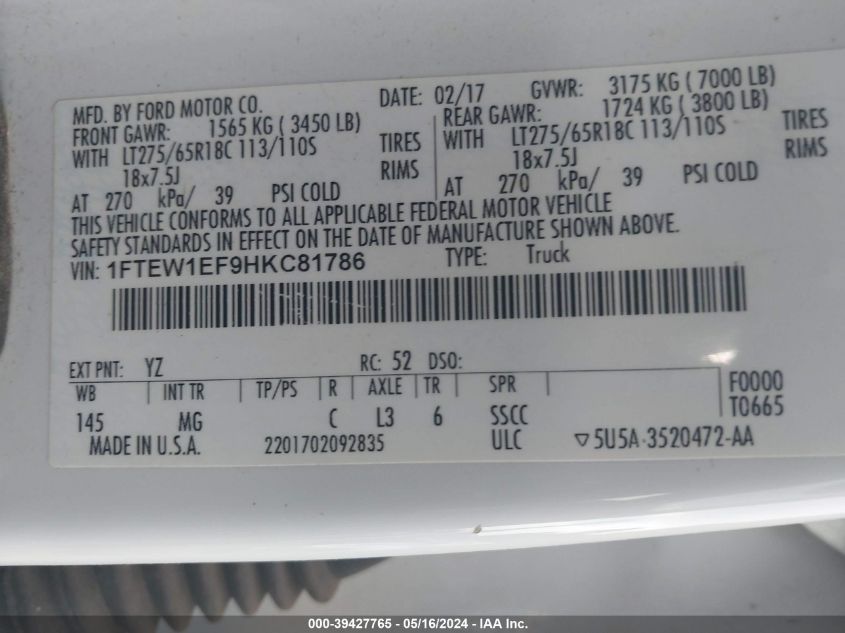 MFD. BY FORD MOTOR CO. DATE: 02/17 GVWR: 3175 KG ( 7000 LB)
FRONT GAWR: 1565 KG ( 3450 LB) REAR GAWR: 1724 KG ( 3800 LB)
WITH LT275/65R18C 113/110S TIRES WITH LT275/65R18C 113/110S TIRES
18x7.5J RIMS 18x7.5J RIMS
AT 270 kPa/ 39 PSI COLD AT 270 kPa/ 39 PSI COLD
THIS VEHICLE CONFORMS TO ALL APPLICABLE FEDERAL MOTOR VEHICLE
SAFETY STANDARDS IN EFFECT ON THE DATE OF MANUFACTURE SHOWN ABOVE.
VIN: 1FTEW1EF9HKC81786 TYPE: Truck
EXT PNT: YZ RC: 52 DSO:
WB INT TR TP/PS R AXLE TR SPR F0000
145 MG C L3 6 SSCC T0665
MADE IN U.S.A. 2201702092835 ULC ▽5U5A-3520472-AA
000-39427765 - 05/16/2024 - IAA Inc.